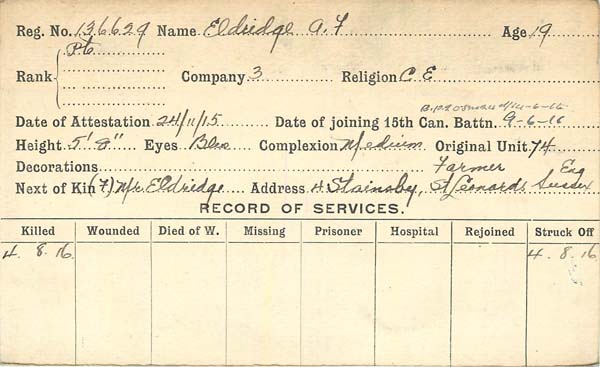 Reg. No. 136629 Name Eldridge A. F Age 19
Pte
Rank Company 3 Religion C E
Date of Attestation 24/11/15 Date of joining 15th Can. Battn. 9-6-16
Height 5' 8" Eyes Blue Complexion Medium Original Unit 74
Decorations Farmer Eng
Next of Kin (F) Mr Eldridge Address 4 Stainsby, St Leonards Sussex
RECORD OF SERVICES.
Killed Wounded Died of W. Missing Prisoner Hospital Rejoined Struck Off
4. 8. 16 4. 8. 16